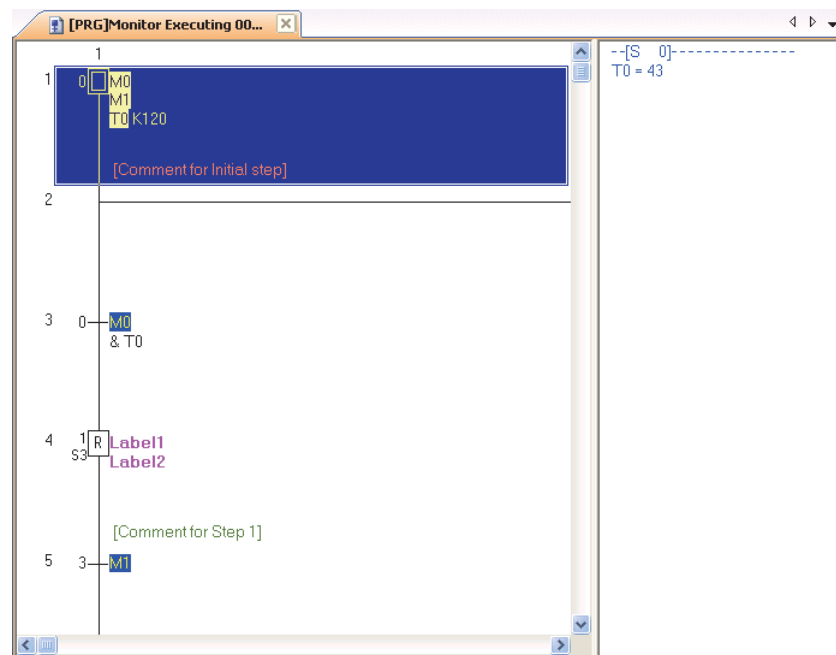 [PRG]Monitor Executing 00...
--[S 0]---------------
T0 = 43
1
1 0 M0
M1
T0 K120
[Comment for Initial step]
2
3 0 M0
& T0
4 1 R Label1
S3 Label2
[Comment for Step 1]
5 3 M1